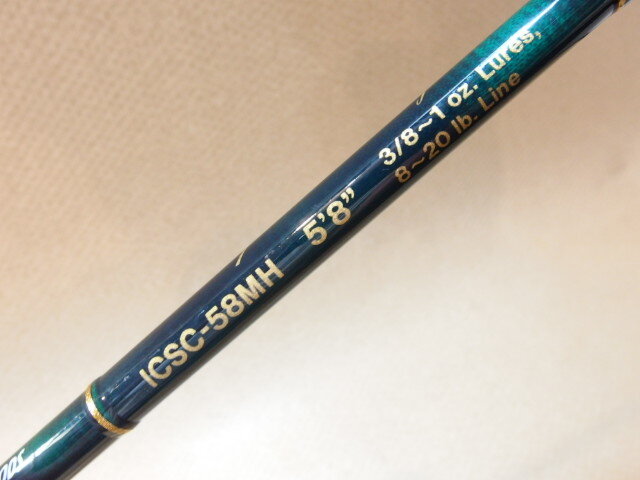 ICSC-58MH 5'8" 3/8~1 oz. Lures,
8~20 lb. Line